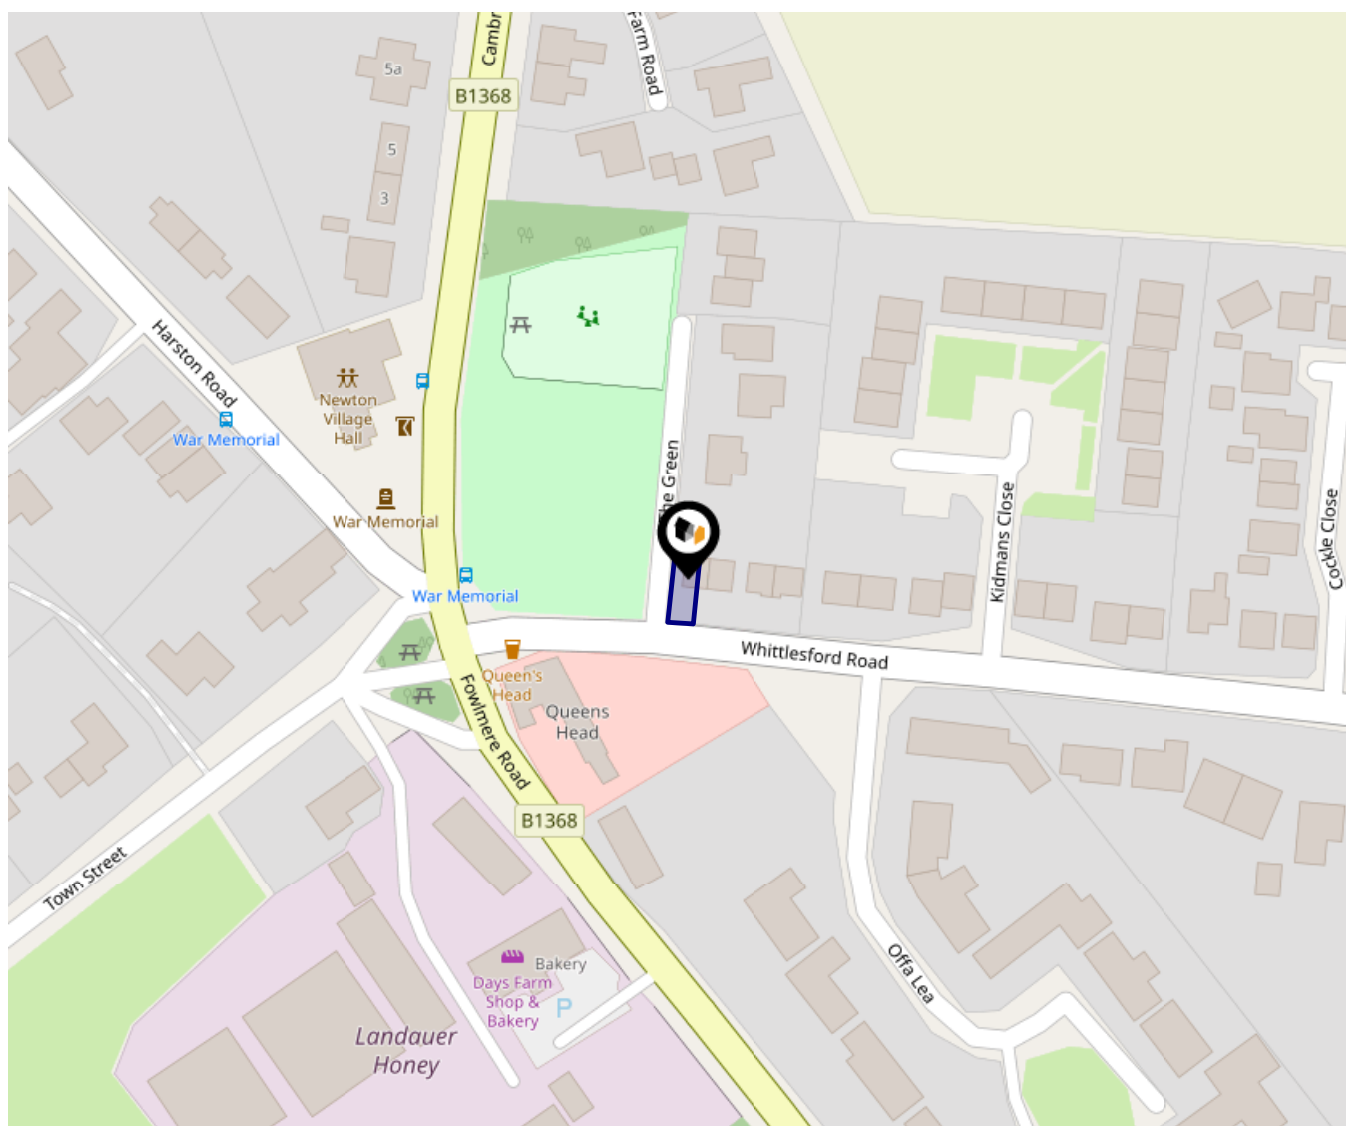 Cambr
Farm Road
5a
B1368
5
3
Harston Road
Newton
Village
Hall
War Memorial
War Memorial
The Green
War Memorial
Kidmans Close
Cockle Close
Whittlesford Road
Queen's
Head
Queens
Head
Fowlmere Road
B1368
Town Street
Offa Lea
Bakery
Days Farm
Shop &
Bakery
P
Landauer
Honey